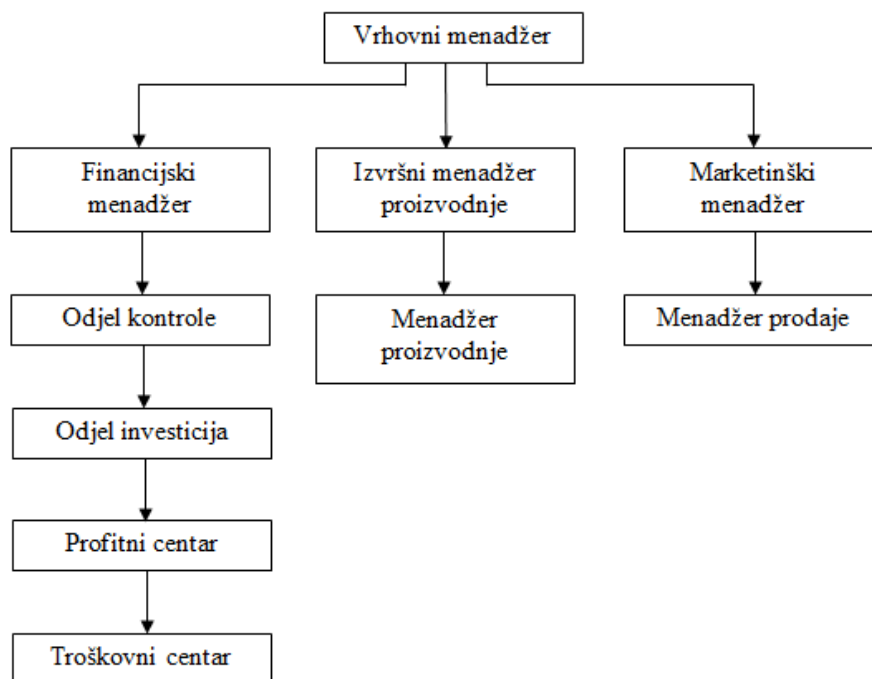 Vrhovni menadžer
Financijski
menadžer
Izvršni menadžer
proizvodnje
Marketinški
menadžer
Odjel kontrole
Menadžer
proizvodnje
Menadžer prodaje
Odjel investicija
Profitni centar
Troškovni centar